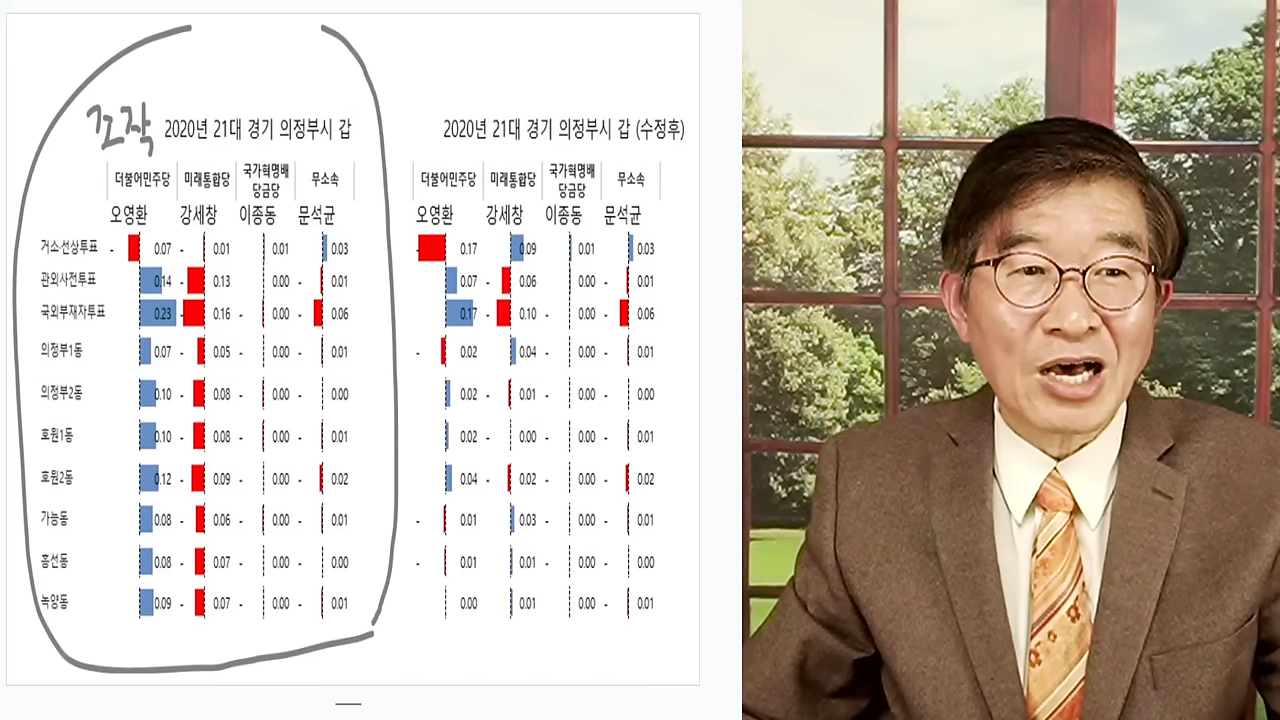 조작
2020년 21대 경기 의정부시 갑
더불어민주당 미래통합당 국가혁명배당금당 무소속
오영환 강세창 이종동 문석균
거소·선상투표 - 0.07 - 0.01 0.01 0.03
관외사전투표 0.14 - 0.13 - 0.00 - 0.01
국외부재자투표 0.23 - 0.16 - 0.00 - 0.06
의정부1동 0.07 - 0.05 - 0.00 - 0.01
의정부2동 0.10 - 0.08 - 0.00 - 0.00
호원1동 0.10 - 0.08 - 0.00 - 0.01
호원2동 0.12 - 0.09 - 0.00 - 0.02
가능동 0.08 - 0.06 - 0.00 - 0.01
흥선동 0.08 - 0.07 - 0.00 - 0.00
녹양동 0.09 - 0.07 - 0.00 - 0.01
2020년 21대 경기 의정부시 갑 (수정후)
더불어민주당 미래통합당 국가혁명배당금당 무소속
오영환 강세창 이종동 문석균
- 0.17 0.09 0.01 0.03
0.07 - 0.06 - 0.00 - 0.01
0.17 - 0.10 - 0.00 - 0.06
- 0.02 0.04 - 0.00 - 0.01
0.02 - 0.01 - 0.00 - 0.00
0.02 - 0.00 - 0.00 - 0.01
0.04 - 0.02 - 0.00 - 0.02
- 0.01 0.03 - 0.00 - 0.01
- 0.01 0.01 - 0.00 - 0.00
0.00 0.01 - 0.00 - 0.01